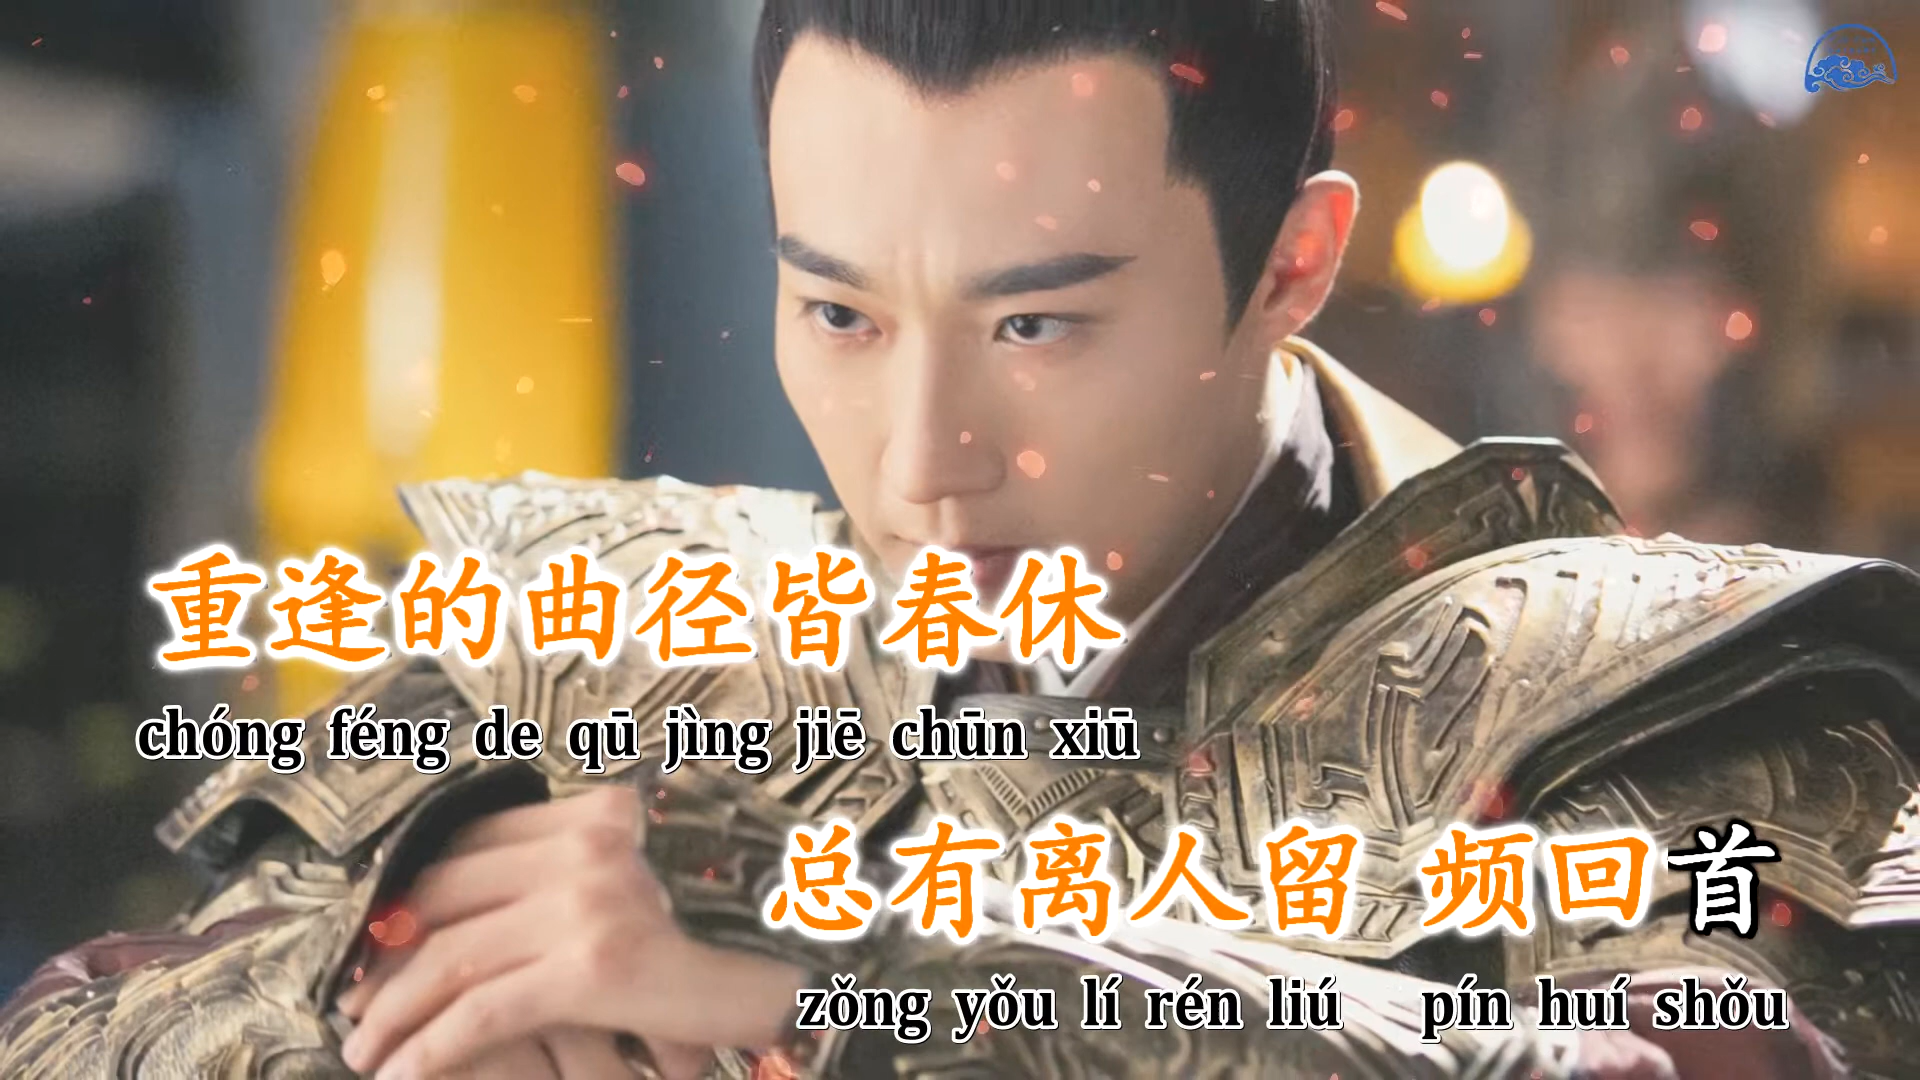 重逢的曲径皆春休
chóng féng de qū jìng jiē chūn xiū
总有离人留 频回首
zǒng yǒu lí rén liú pín huí shǒu